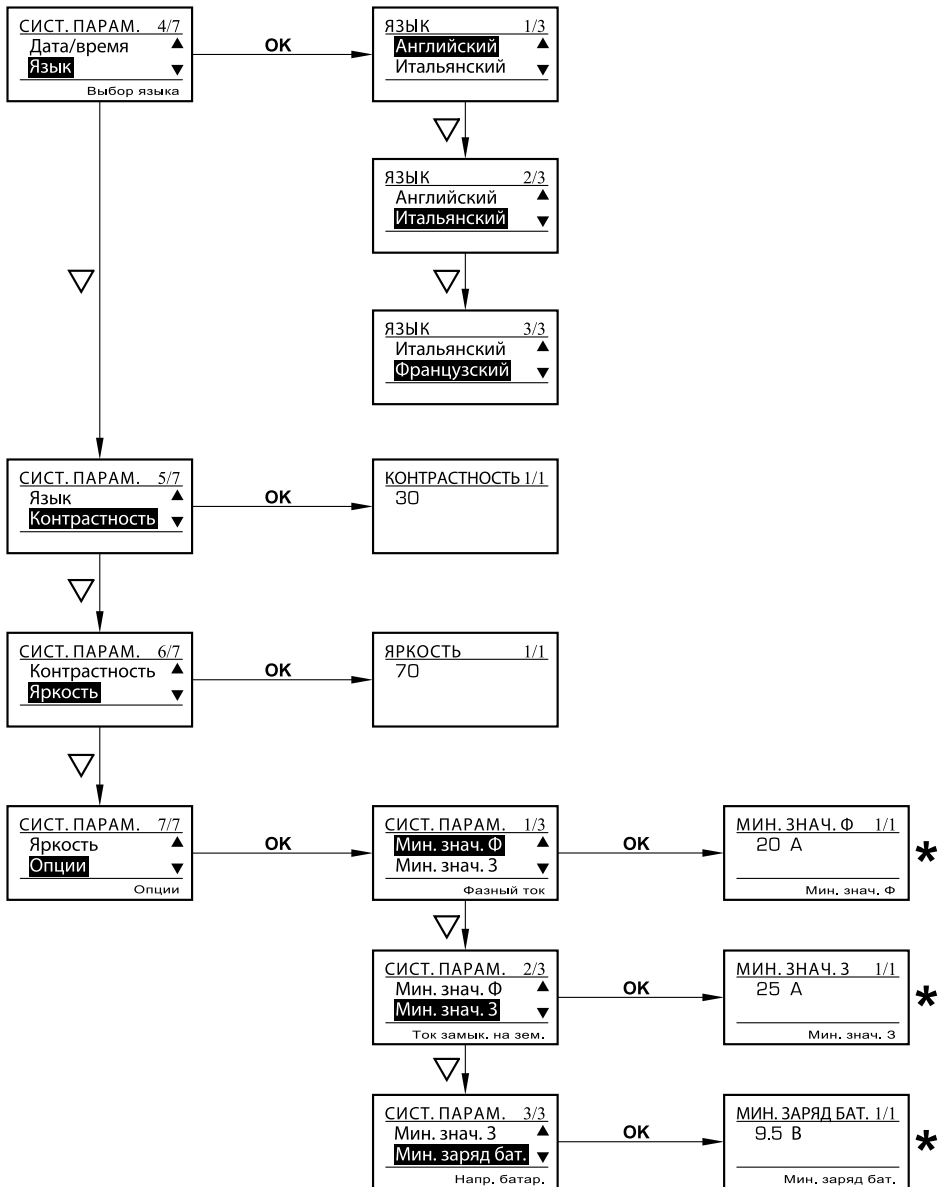 СИСТ. ПАРАМ. 4/7
Дата/время ▲
Язык ▼
Выбор языка
OK
ЯЗЫК 1/3
Английский ▲
Итальянский ▼
ЯЗЫК 2/3
Английский ▲
Итальянский ▼
ЯЗЫК 3/3
Итальянский ▲
Французский ▼
СИСТ. ПАРАМ. 5/7
Язык ▲
Контрастность ▼
OK
КОНТРАСТНОСТЬ 1/1
30
СИСТ. ПАРАМ. 6/7
Контрастность ▲
Яркость ▼
OK
ЯРКОСТЬ 1/1
70
СИСТ. ПАРАМ. 7/7
Яркость ▲
Опции ▼
Опции
OK
СИСТ. ПАРАМ. 1/3
Мин. знач. Ф ▲
Мин. знач. З ▼
Фазный ток
OK
МИН. ЗНАЧ. Ф 1/1
20 А
Мин. знач. Ф
*
СИСТ. ПАРАМ. 2/3
Мин. знач. Ф ▲
Мин. знач. З ▼
Ток замык. на зем.
OK
МИН. ЗНАЧ. З 1/1
25 А
Мин. знач. З
*
СИСТ. ПАРАМ. 3/3
Мин. знач. З ▲
Мин. заряд бат. ▼
Напр. батар.
OK
МИН. ЗАРЯД БАТ. 1/1
9.5 В
Мин. заряд бат.
*